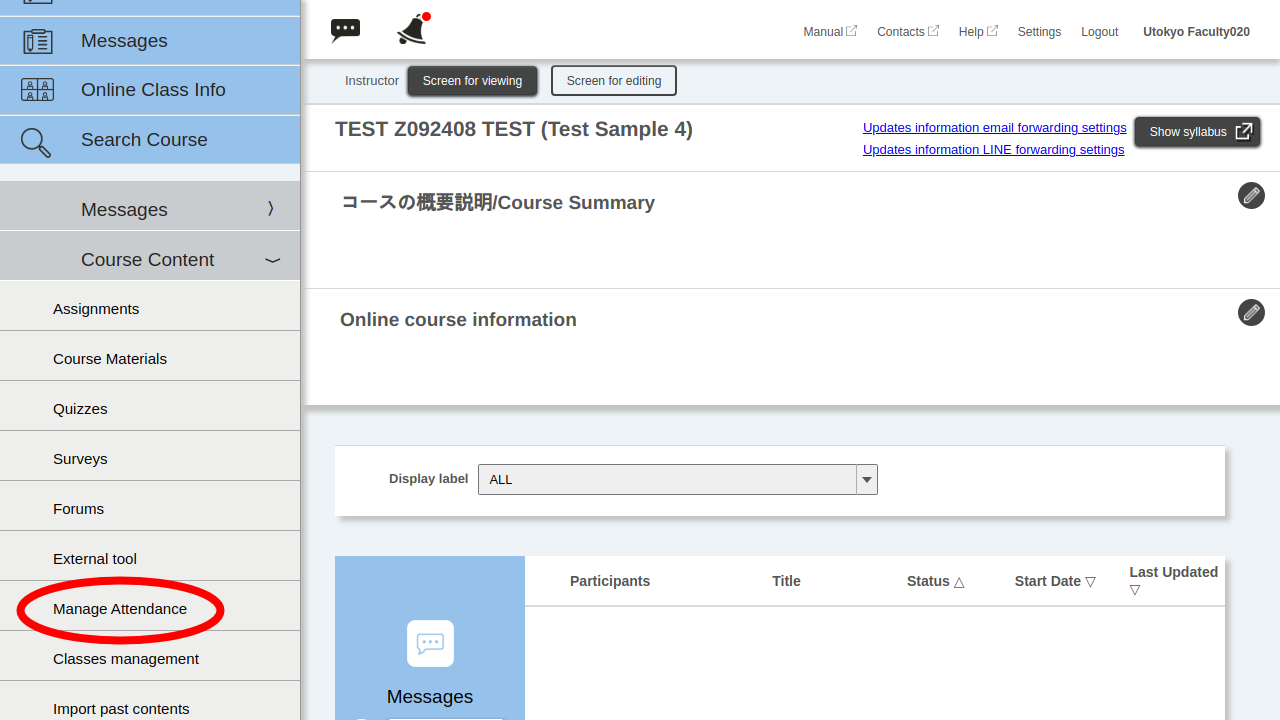 Messages
Online Class Info
Search Course
Messages
Course Content
Assignments
Course Materials
Quizzes
Surveys
Forums
External tool
Manage Attendance
Classes management
Import past contents
Manual
Contacts
Help
Settings
Logout
Utokyo Faculty020
Instructor
Screen for viewing
Screen for editing
TEST Z092408 TEST (Test Sample 4)
Updates information email forwarding settings
Updates information LINE forwarding settings
Show syllabus
コースの概要説明/Course Summary
Online course information
Display label
ALL
Participants
Title
Status △
Start Date ▽
Last Updated
▽
Messages